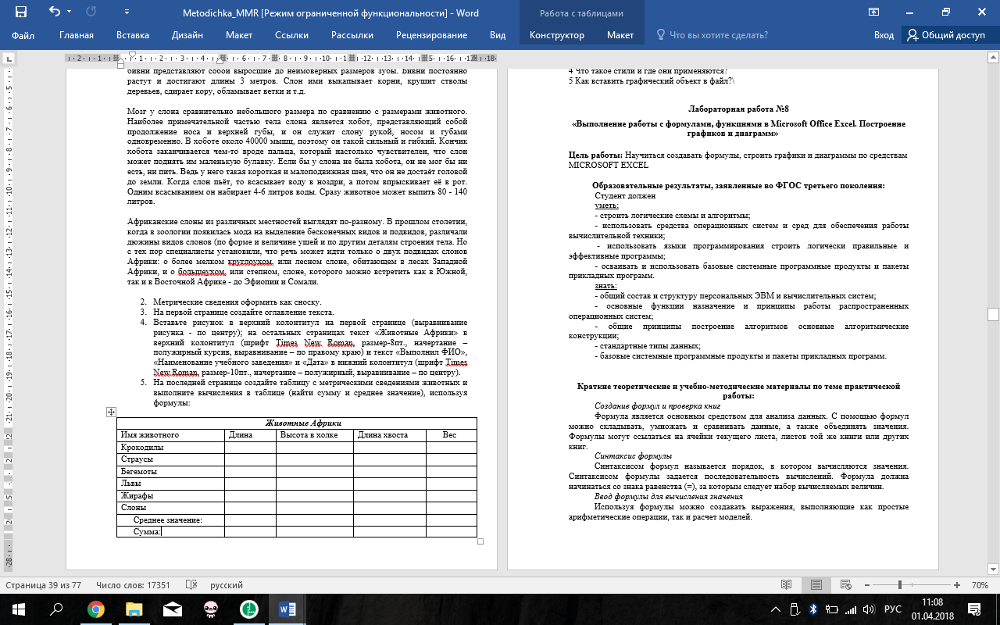 Metodichka_MMR [Режим ограниченной функциональности] - Word
Работа с таблицами
Файл
Главная
Вставка
Дизайн
Макет
Ссылки
Рассылки
Рецензирование
Вид
Конструктор
Макет
Что вы хотите сделать?
Вход
Общий доступ
бивни представляют собой выросшие до неимоверных размеров зубы. Бивни постоянно
растут и достигают длины 3 метров. Слон ими выкапывает корни, крушит стволы
деревьев, сдирает кору, обламывает ветки и т.д.
Мозг у слона сравнительно небольшого размера по сравнению с размерами животного.
Наиболее примечательной частью тела слона является хобот, представляющий собой
продолжение носа и верхней губы, и он служит слону рукой, носом и губами
одновременно. В хоботе около 40000 мышц, поэтому он такой сильный и гибкий. Кончик
хобота заканчивается чем-то вроде пальца, который настолько чувствителен, что слон
может поднять им маленькую булавку. Если бы у слона не была хобота, он не мог бы ни
есть, ни пить. Ведь у него такая короткая и малоподвижная шея, что он не достаёт головой
до земли. Когда слон пьёт, то всасывает воду в ноздри, а потом впрыскивает её в рот.
Одним всасыванием он набирает 4-6 литров воды. Сразу животное может выпить 80 - 140
литров.
Африканские слоны из различных местностей выглядят по-разному. В прошлом столетии,
когда в зоологии появилась мода на выделение бесконечных видов и подвидов, различали
дюжины видов слонов (по форме и величине ушей и по другим деталям строения тела. Но
с тех пор специалисты установили, что речь может идти только о двух подвидах слонов
Африки: о более мелком круглоухом, или лесном слоне, обитающем в лесах Западной
Африки, и о большеухом, или степном, слоне, которого можно встретить как в Южной,
так и в Восточной Африке - до Эфиопии и Сомали.
2. Метрические сведения оформить как сноску.
3. На первой странице создайте оглавление текста.
4. Вставьте рисунок в верхний колонтитул на первой странице (выравнивание
рисунка - по центру); на остальных страницах текст «Животные Африки» в
верхний колонтитул (шрифт Times New Roman, размер-8пт., начертание –
полужирный курсив, выравнивание – по правому краю) и текст «Выполнил ФИО»,
«Наименование учебного заведения» и «Дата» в нижний колонтитул (шрифт Times
New Roman, размер-10пт., начертание – полужирный, выравнивание – по центру).
5. На последней странице создайте таблицу с метрическими сведениями животных и
выполните вычисления в таблице (найти сумму и среднее значение), используя
формулы:
Животные Африки
Имя животного Длина Высота в холке Длина хвоста Вес
Крокодилы
Страусы
Бегемоты
Львы
Жирафы
Слоны
Среднее значение:
Сумма:
4 Что такое стили и где они применяются?
5 Как вставить графический объект в файл?\
Лабораторная работа №8
«Выполнение работы с формулами, функциями в Microsoft Office Excel. Построение
графиков и диаграмм»
Цель работы: Научиться создавать формулы, строить графики и диаграммы по средствам
MICROSOFT EXCEL
Образовательные результаты, заявленные во ФГОС третьего поколения:
Студент должен
уметь:
- строить логические схемы и алгоритмы;
- использовать средства операционных систем и сред для обеспечения работы
вычислительной техники;
- использовать языки программирования строить логически правильные и
эффективные программы;
- осваивать и использовать базовые системные программные продукты и пакеты
прикладных программ.
знать:
- общий состав и структуру персональных ЭВМ и вычислительных систем;
- основные функции назначение и принципы работы распространенных
операционных систем;
- общие принципы построение алгоритмов основные алгоритмические
конструкции;
- стандартные типы данных;
- базовые системные программные продукты и пакеты прикладных программ.
Краткие теоретические и учебно-методические материалы по теме практической
работы:
Создание формул и проверка книг
Формула является основным средством для анализа данных. С помощью формул
можно складывать, умножать и сравнивать данные, а также объединять значения.
Формулы могут ссылаться на ячейки текущего листа, листов той же книги или других
книг.
Синтаксис формулы
Синтаксисом формул называется порядок, в котором вычисляются значения.
Синтаксисом формулы задается последовательность вычислений. Формула должна
начинаться со знака равенства (=), за которым следует набор вычисляемых величин.
Ввод формулы для вычисления значения
Используя формулы можно создавать выражения, выполняющие как простые
арифметические операции, так и расчет моделей.
Страница 39 из 77
Число слов: 17351
русский
70%
РУС
11:08
01.04.2018